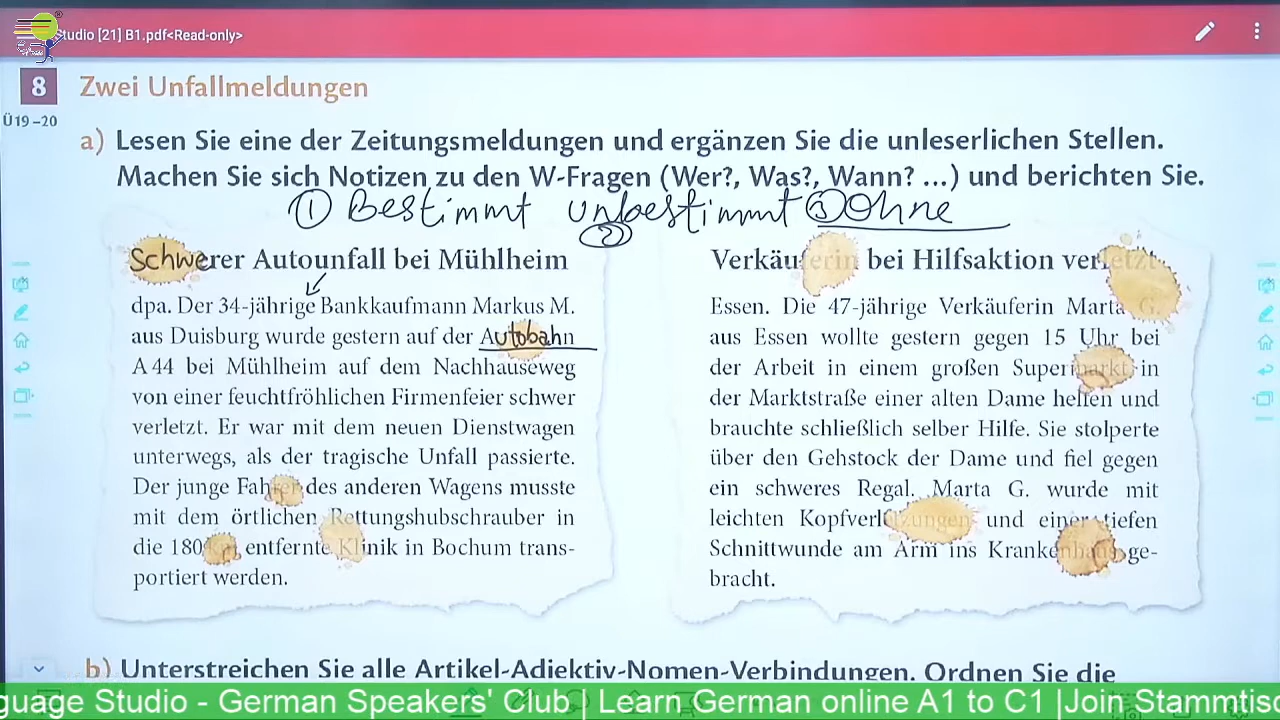 Studio [21] B1.pdf<Read-only>
8 Zwei Unfallmeldungen
Ü19–20
a) Lesen Sie eine der Zeitungsmeldungen und ergänzen Sie die unleserlichen Stellen.
Machen Sie sich Notizen zu den W-Fragen (Wer?, Was?, Wann? ...) und berichten Sie.
① Bestimmt unbestimmt ③ Ohne
②
Schwerer Autounfall bei Mühlheim
dpa. Der 34-jährige Bankkaufmann Markus M.
aus Duisburg wurde gestern auf der Autobahn
A 44 bei Mühlheim auf dem Nachhauseweg
von einer feuchtfröhlichen Firmenfeier schwer
verletzt. Er war mit dem neuen Dienstwagen
unterwegs, als der tragische Unfall passierte.
Der junge Fahrer des anderen Wagens musste
mit dem örtlichen Rettungshubschrauber in
die 180 km entfernte Klinik in Bochum trans-
portiert werden.
Verkäuferin bei Hilfsaktion verletzt
Essen. Die 47-jährige Verkäuferin Marta G.
aus Essen wollte gestern gegen 15 Uhr bei
der Arbeit in einem großen Supermarkt in
der Marktstraße einer alten Dame helfen und
brauchte schließlich selber Hilfe. Sie stolperte
über den Gehstock der Dame und fiel gegen
ein schweres Regal. Marta G. wurde mit
leichten Kopfverletzungen und einer tiefen
Schnittwunde am Arm ins Krankenhaus ge-
bracht.
b) Unterstreichen Sie alle Artikel-Adjektiv-Nomen-Verbindungen. Ordnen Sie die
guage Studio - German Speakers' Club | Learn German online A1 to C1 |Join Stammtisc